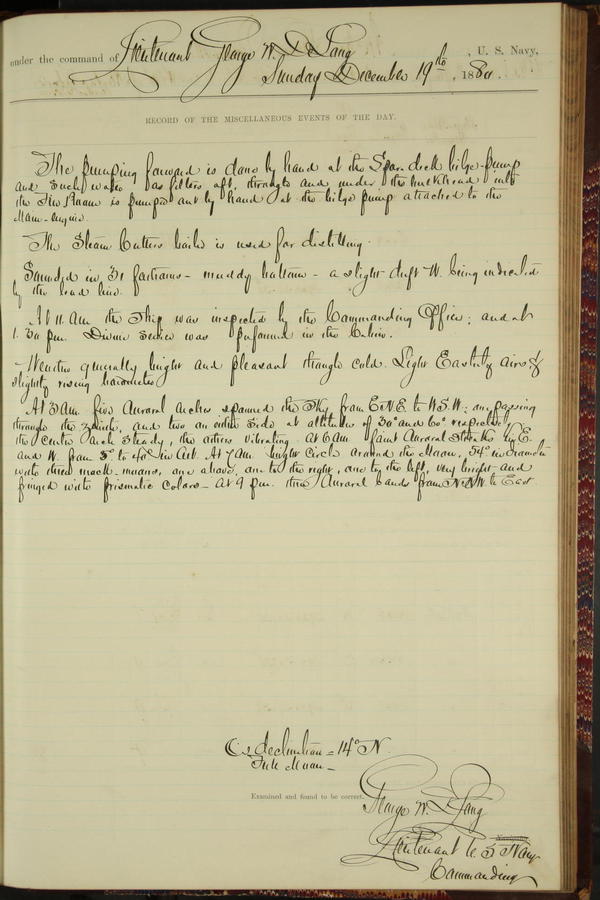 under the command of Lieutenant George W. De Long , U. S. Navy,
Sunday December 19th , 1880.
RECORD OF THE MISCELLANEOUS EVENTS OF THE DAY.
The pumping forward is done by hand at the Spar deck bilge-pump
and such water as filters aft, through and under the bulkhead into
the Fire Room is pumped out by hand at the bilge pump attached to the
Main-engine.
The Steam Cutters boiler is used for distilling.
Sounded in 31 fathoms - muddy bottom - a slight drift W. being indicated
by the lead line.
At 11 AM the Ship was inspected by the Commanding Officer; and at
1.30 pm. Divine Service was performed in the Cabin.
Weather generally bright and pleasant though cold. Light Easterly airs &
slightly rising barometer
At 3 AM. five Auroral arches spanned the Sky from ENE. to WSW; one passing
through the zenith, and two on either side at altitudes of 30° and 60° respectively
the centre arch steady, the others vibrating. At 6 AM faint Auroral Streaks by E.
and W. from 5° to in Alt. At 7 AM. bright Circle around the Moon, 54° in diameter
with three mock-moons, one above, one to the right, one to the left, very bright and
fringed with prismatic colors - At 9 pm. three Auroral bands from NNW to East.
declination = 14° N.
Full Moon -
Examined and found to be correct.
George W. De Long
Lieutenant U. S. Navy
Commanding